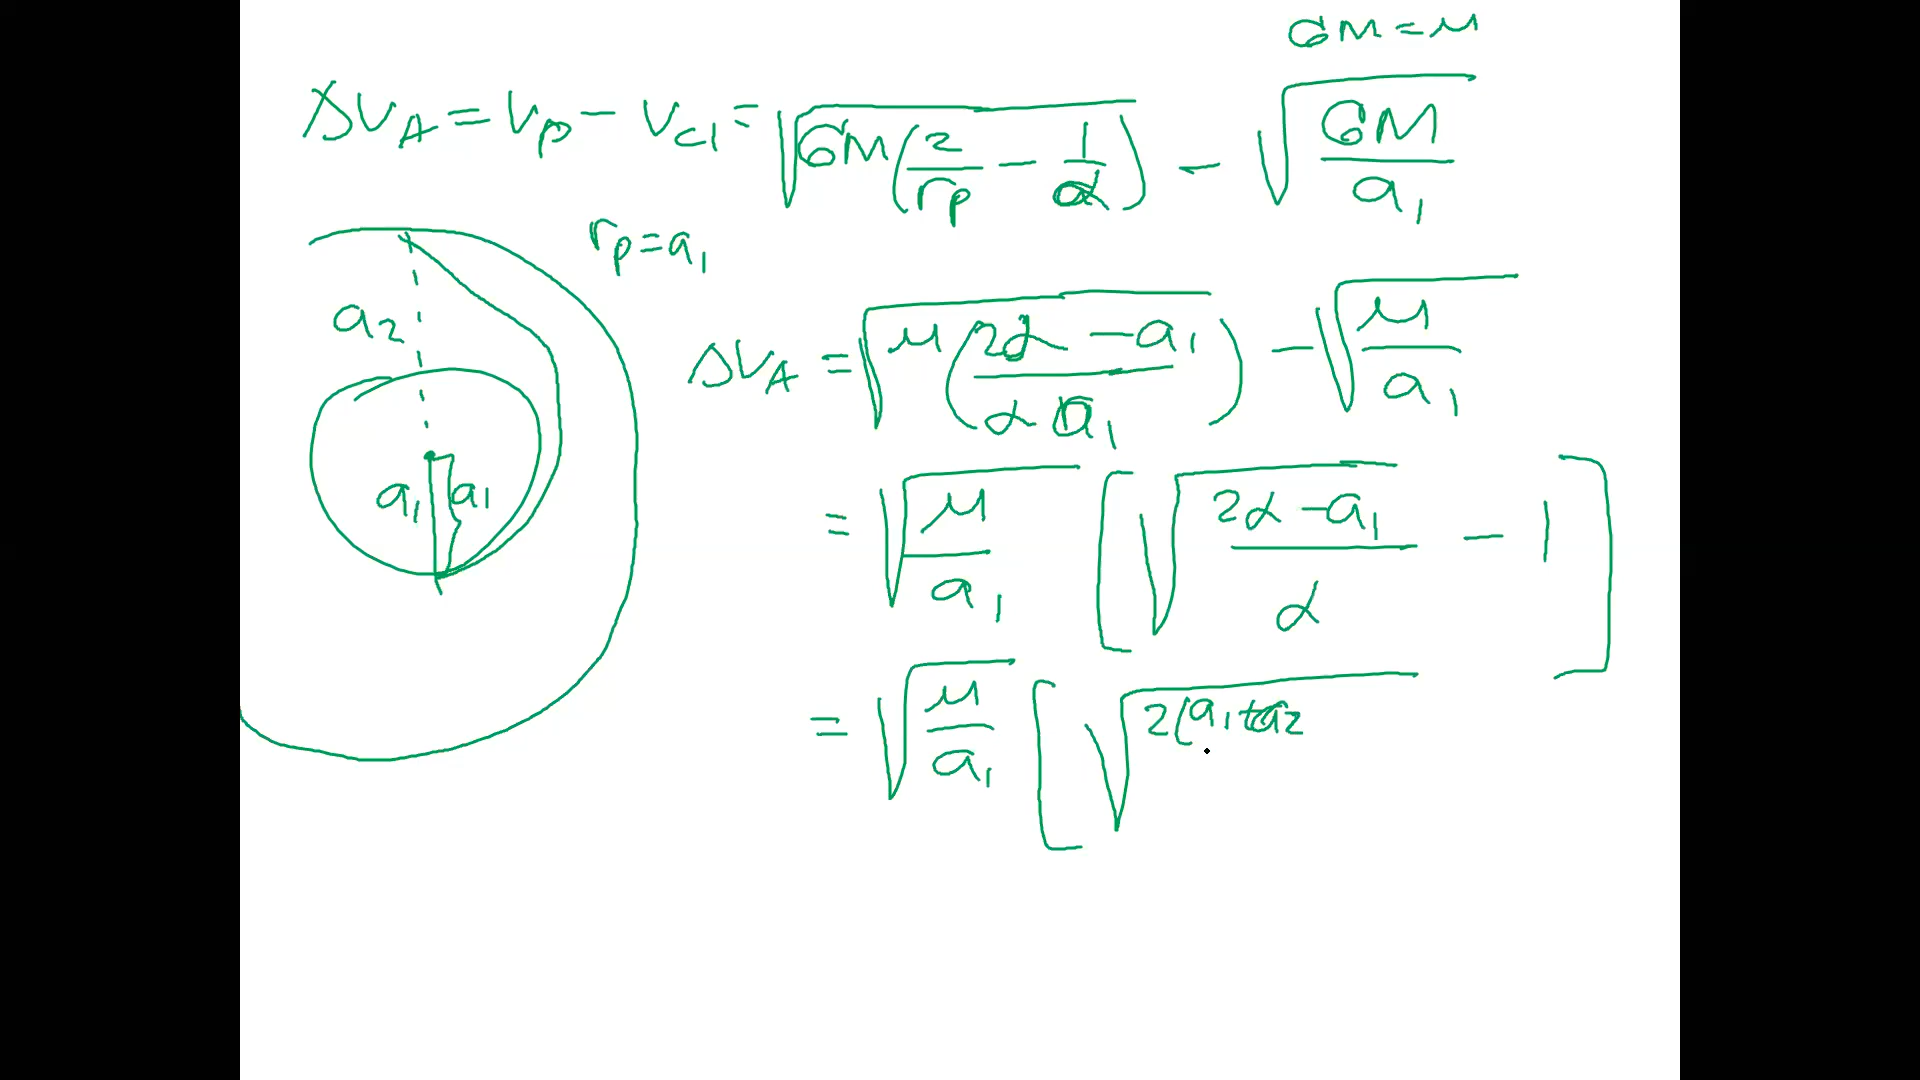 GM = μ
ΔV_A = V_P - V_C1 = √(GM(2/r_p - 1/α)) - √(GM/a_1)
r_p = a_1
a_2
ΔV_A = √(μ((2α - a_1)/(α a_1))) - √(μ/a_1)
a_1 a_1
= √(μ/a_1) [√((2α - a_1)/α) - 1]
= √(μ/a_1) [√(2(a_1 + a_2